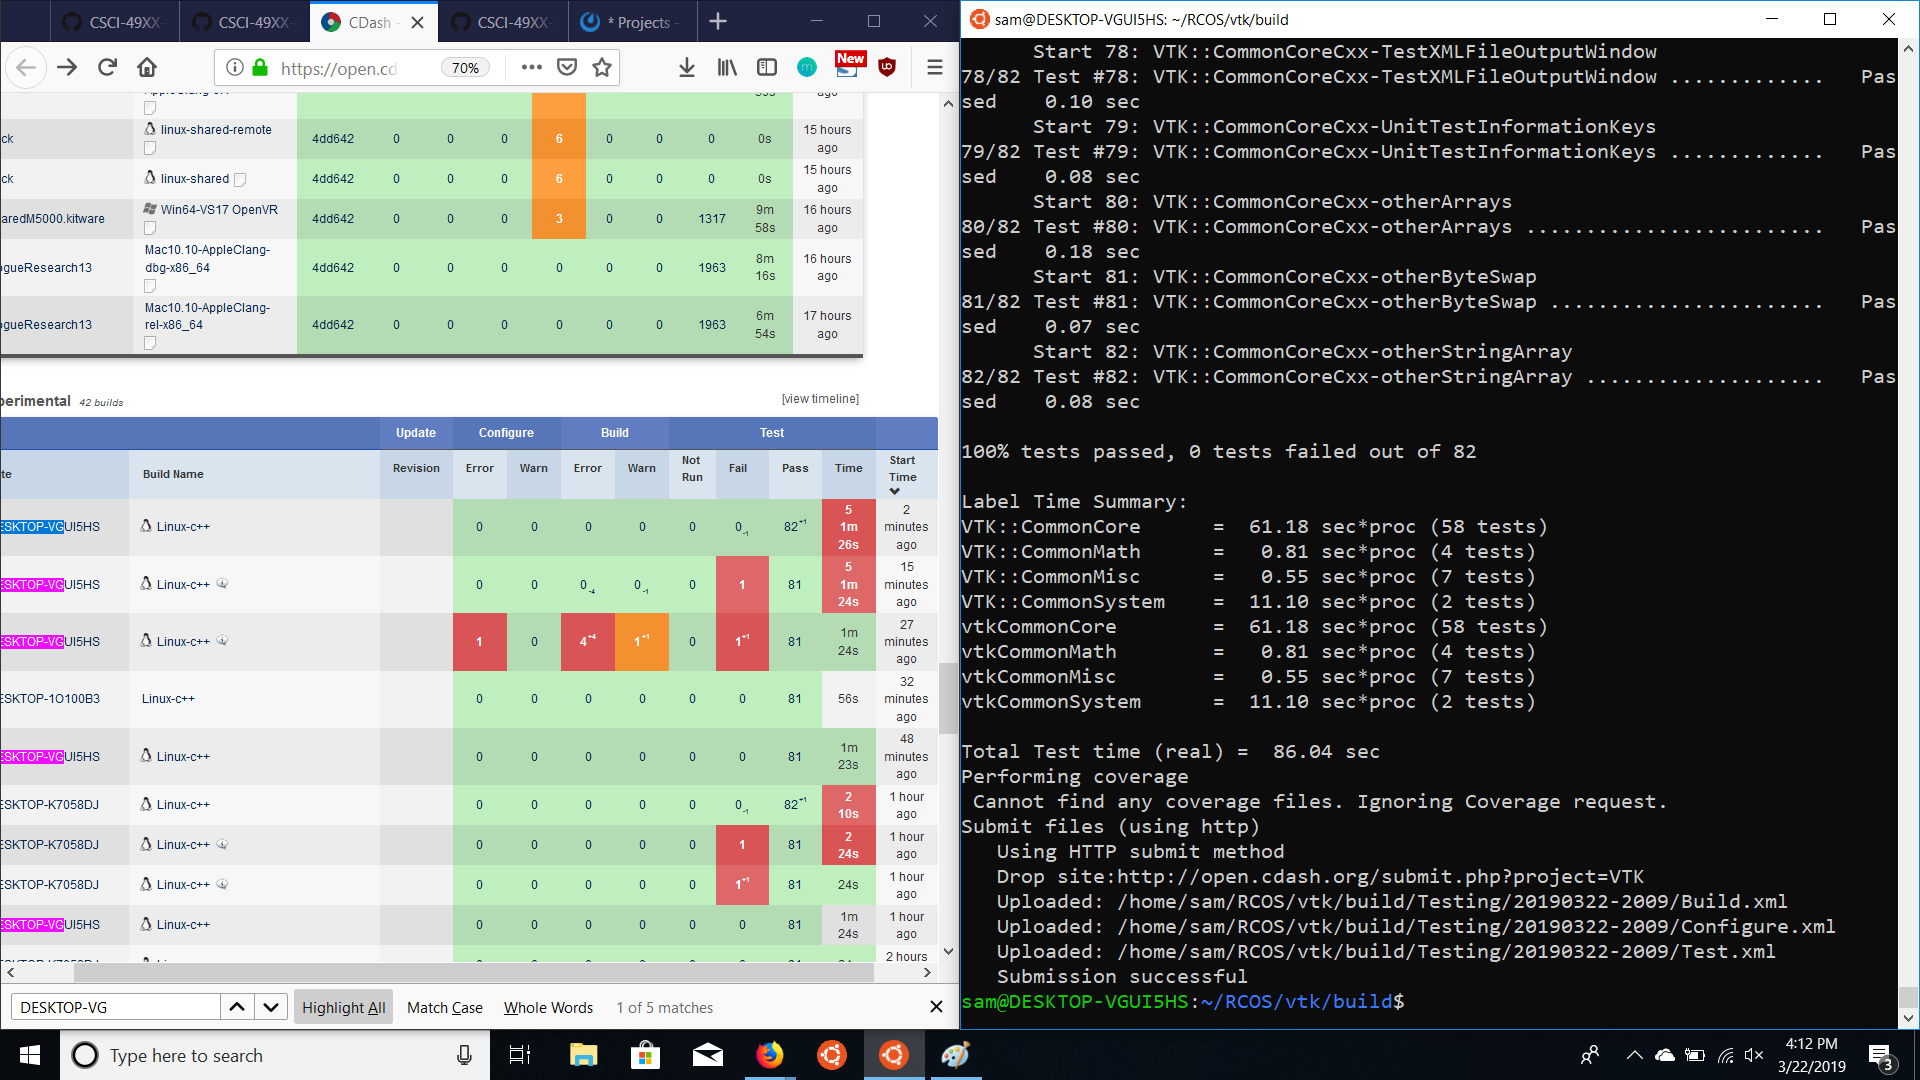 CSCI-49XX-
CSCI-49XX-
CDash -
CSCI-49XX-
* Projects -
https://open.cd
70%
New
ago
linux-shared-remote
ck
4dd642 0 0 0 6 0 0 0 0s
15 hours
ago
ck
linux-shared
4dd642 0 0 0 6 0 0 0 0s
15 hours
ago
aredM5000.kitware
Win64-VS17 OpenVR
4dd642 0 0 0 3 0 0 1317
9m
58s
16 hours
ago
ogueResearch13
Mac10.10-AppleClang-
dbg-x86_64
4dd642 0 0 0 0 0 0 1963
8m
16s
16 hours
ago
ogueResearch13
Mac10.10-AppleClang-
rel-x86_64
4dd642 0 0 0 0 0 0 1963
6m
54s
17 hours
ago
perimental 42 builds
[view timeline]
Update Configure Build Test
te Build Name Revision Error Warn Error Warn
Not
Run
Fail Pass Time
Start
Time
ESKTOP-VGUI5HS Linux-c++ 0 0 0 0 0 0 -1 82 +1
5
1m
26s
2
minutes
ago
ESKTOP-VGUI5HS Linux-c++ 0 0 0 -4 0 -1 0 1 81
5
1m
24s
15
minutes
ago
ESKTOP-VGUI5HS Linux-c++ 1 0 4 +4 1 +1 0 1 +1 81
1m
24s
27
minutes
ago
ESKTOP-1O100B3 Linux-c++ 0 0 0 0 0 0 81 56s
32
minutes
ago
ESKTOP-VGUI5HS Linux-c++ 0 0 0 0 0 0 81
1m
23s
48
minutes
ago
ESKTOP-K7058DJ Linux-c++ 0 0 0 0 0 0 -1 82 +1
2
10s
1 hour
ago
ESKTOP-K7058DJ Linux-c++ 0 0 0 0 0 1 81
2
24s
1 hour
ago
ESKTOP-K7058DJ Linux-c++ 0 0 0 0 0 1 +1 81 24s
1 hour
ago
ESKTOP-VGUI5HS Linux-c++ 0 0 0 0 0 0 81
1m
24s
1 hour
ago
2 hours
DESKTOP-VG
Highlight All
Match Case
Whole Words
1 of 5 matches
sam@DESKTOP-VGUI5HS: ~/RCOS/vtk/build
Start 78: VTK::CommonCoreCxx-TestXMLFileOutputWindow
78/82 Test #78: VTK::CommonCoreCxx-TestXMLFileOutputWindow .............   Pas
sed    0.10 sec
Start 79: VTK::CommonCoreCxx-UnitTestInformationKeys
79/82 Test #79: VTK::CommonCoreCxx-UnitTestInformationKeys .............   Pas
sed    0.08 sec
Start 80: VTK::CommonCoreCxx-otherArrays
80/82 Test #80: VTK::CommonCoreCxx-otherArrays .........................   Pas
sed    0.18 sec
Start 81: VTK::CommonCoreCxx-otherByteSwap
81/82 Test #81: VTK::CommonCoreCxx-otherByteSwap .......................   Pas
sed    0.07 sec
Start 82: VTK::CommonCoreCxx-otherStringArray
82/82 Test #82: VTK::CommonCoreCxx-otherStringArray ....................   Pas
sed    0.08 sec
100% tests passed, 0 tests failed out of 82
Label Time Summary:
VTK::CommonCore      =  61.18 sec*proc (58 tests)
VTK::CommonMath      =   0.81 sec*proc (4 tests)
VTK::CommonMisc      =   0.55 sec*proc (7 tests)
VTK::CommonSystem    =  11.10 sec*proc (2 tests)
vtkCommonCore        =  61.18 sec*proc (58 tests)
vtkCommonMath        =   0.81 sec*proc (4 tests)
vtkCommonMisc        =   0.55 sec*proc (7 tests)
vtkCommonSystem      =  11.10 sec*proc (2 tests)
Total Test time (real) =  86.04 sec
Performing coverage
Cannot find any coverage files. Ignoring Coverage request.
Submit files (using http)
Using HTTP submit method
Drop site:http://open.cdash.org/submit.php?project=VTK
Uploaded: /home/sam/RCOS/vtk/build/Testing/20190322-2009/Build.xml
Uploaded: /home/sam/RCOS/vtk/build/Testing/20190322-2009/Configure.xml
Uploaded: /home/sam/RCOS/vtk/build/Testing/20190322-2009/Test.xml
Submission successful
sam@DESKTOP-VGUI5HS:~/RCOS/vtk/build$
Type here to search
4:12 PM
3/22/2019
3